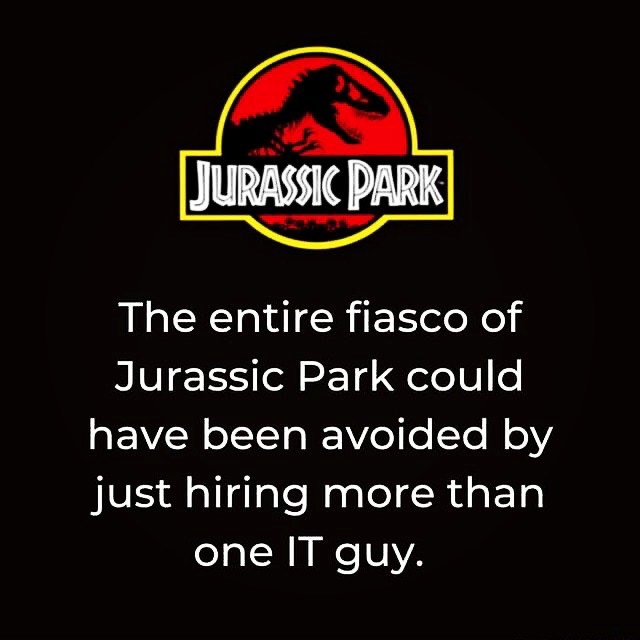 JURASSIC PARK
The entire fiasco of
Jurassic Park could
have been avoided by
just hiring more than
one IT guy.